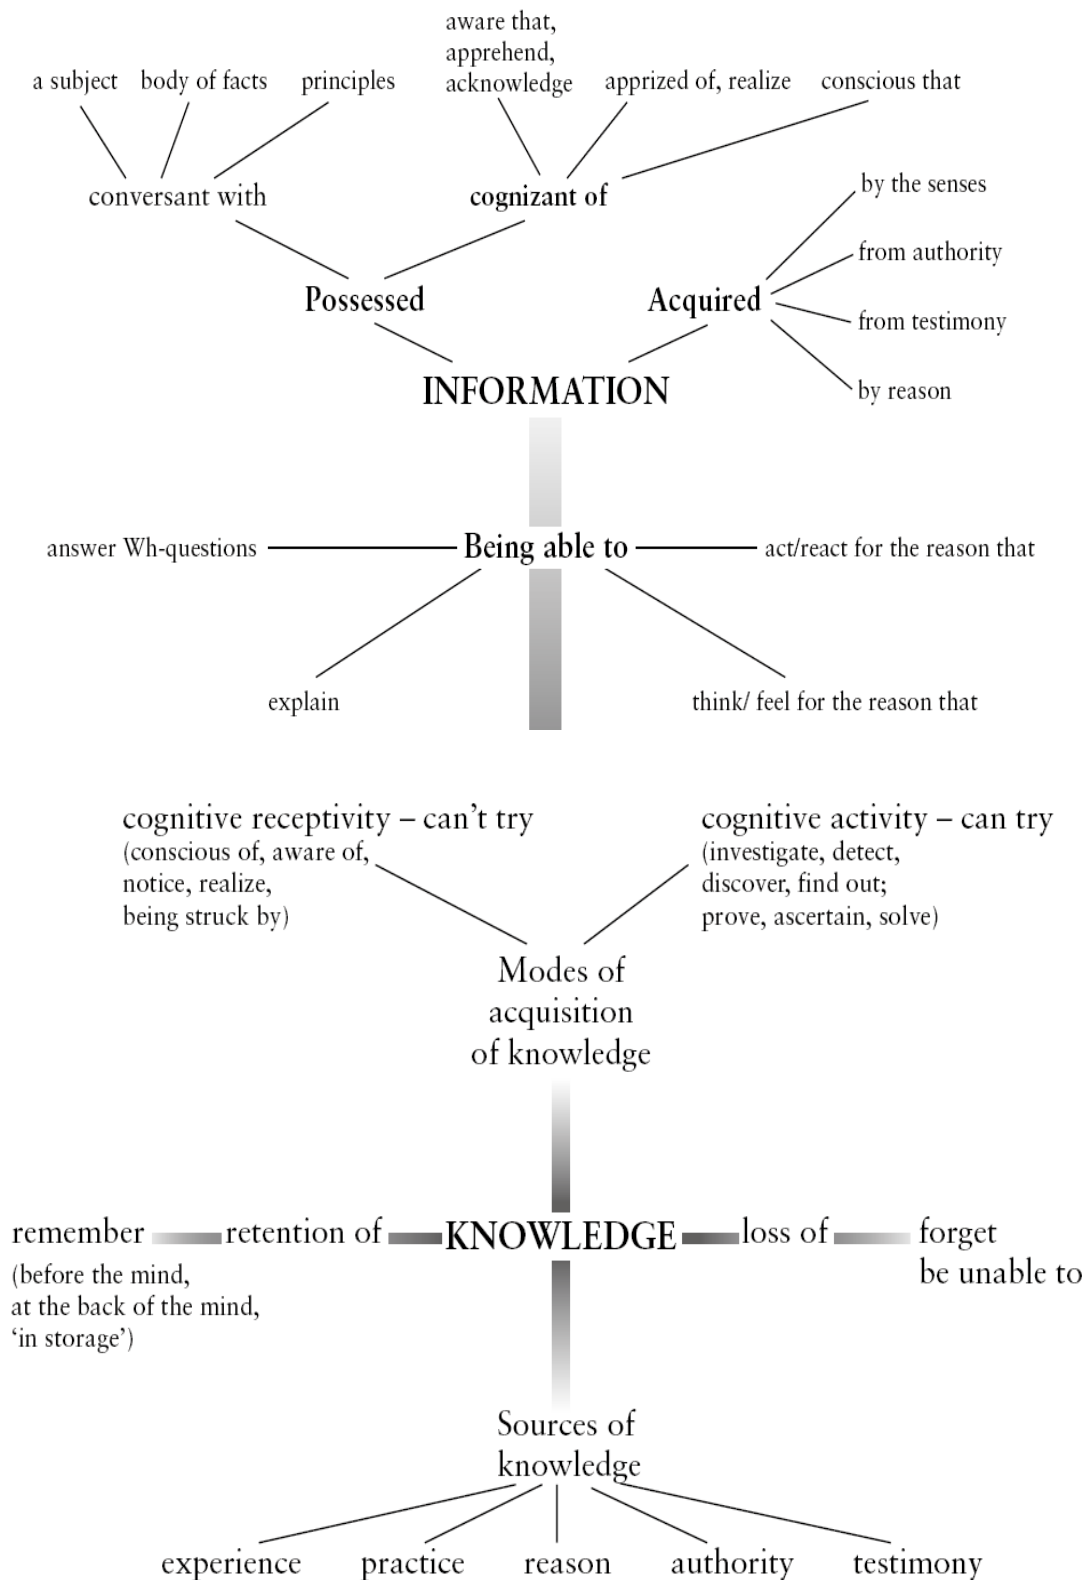 aware that,
apprehend,
acknowledge
a subject
body of facts
principles
apprized of, realize
conscious that
conversant with
cognizant of
by the senses
from authority
from testimony
by reason
Possessed
Acquired
INFORMATION
answer Wh-questions
Being able to
act/react for the reason that
explain
think/ feel for the reason that
cognitive receptivity – can’t try
(conscious of, aware of,
notice, realize,
being struck by)
cognitive activity – can try
(investigate, detect,
discover, find out;
prove, ascertain, solve)
Modes of
acquisition
of knowledge
remember
(before the mind,
at the back of the mind,
‘in storage’)
retention of
KNOWLEDGE
loss of
forget
be unable to
Sources of
knowledge
experience
practice
reason
authority
testimony